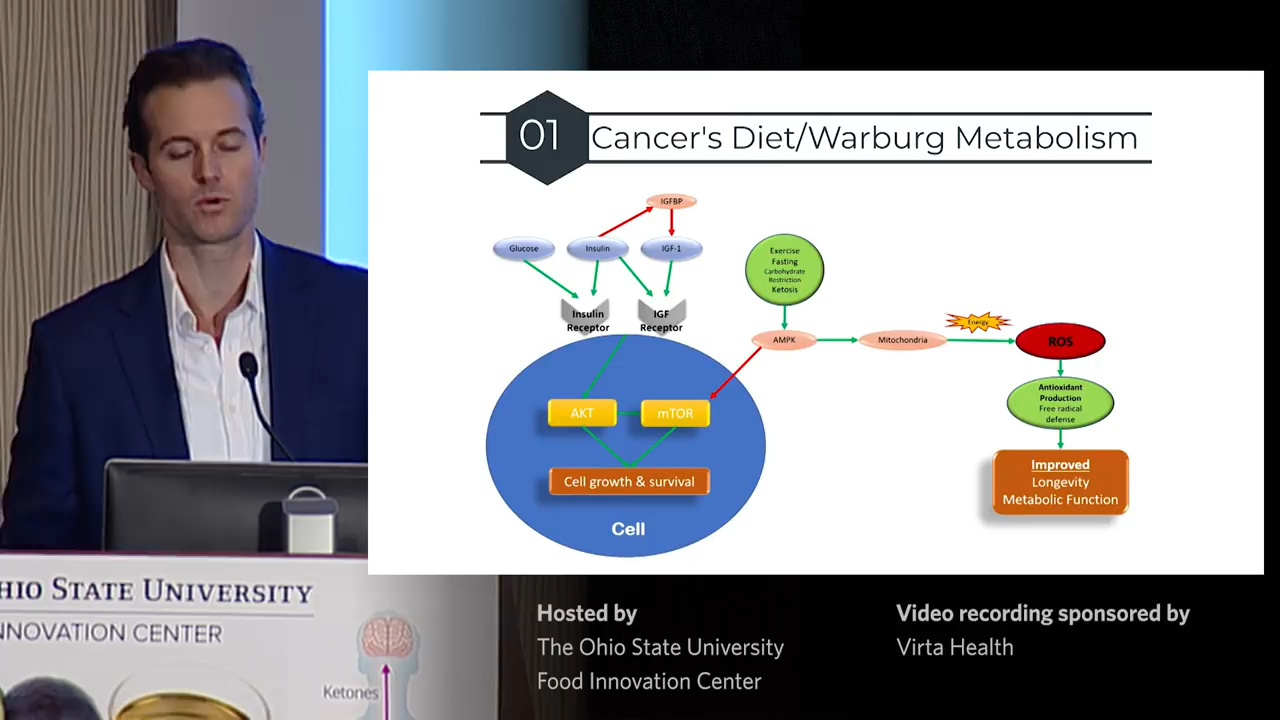 01
Cancer's Diet/Warburg Metabolism
IGFBP
Glucose
Insulin
IGF-1
Insulin
Receptor
IGF
Receptor
Exercise
Fasting
Carbohydrate
Restriction
Ketosis
AMPK
Mitochondria
Energy
ROS
Antioxidant
Production
Free radical
defense
Improved
Longevity
Metabolic Function
AKT
mTOR
Cell growth & survival
Cell
HIO STATE UNIVERSITY
NNOVATION CENTER
Ketones
Hosted by
The Ohio State University
Food Innovation Center
Video recording sponsored by
Virta Health